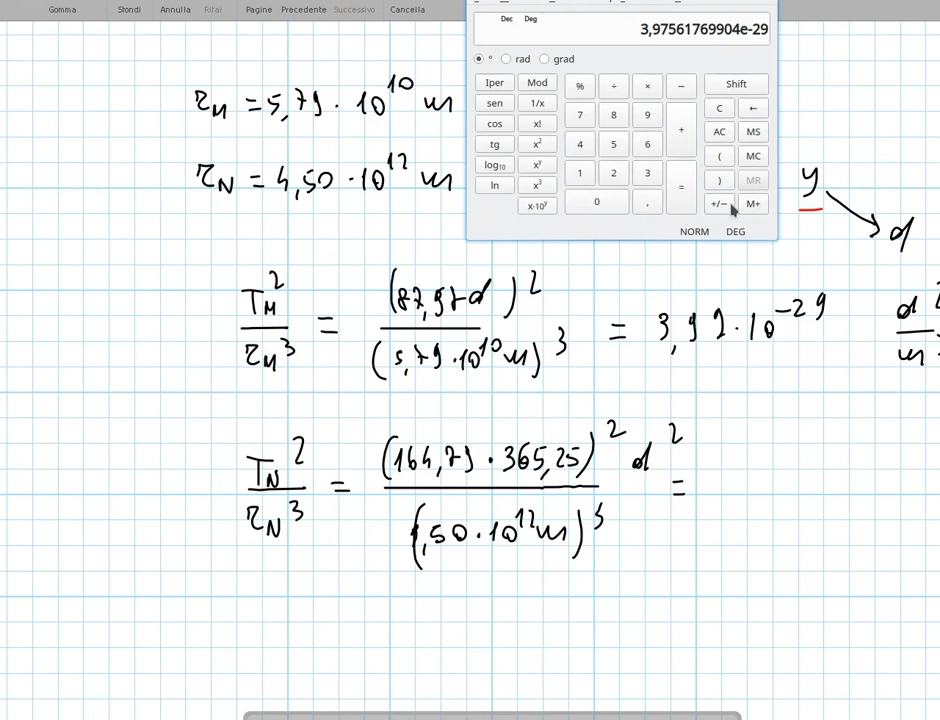 Gomma Sfondi Annulla Rifai Pagine Precedente Successivo Cancella
Dec Deg
3,97561769904e-29
° rad grad
Iper Mod % ÷ × − Shift
sen 1/x 7 8 9 + C ←
cos x! AC MS
tg x² 4 5 6 ( MC
log₁₀ xʸ 1 2 3 = ) MR
ln x³ +/− M+
x·10ʸ 0 ,
NORM DEG
r_M = 5,79 · 10^10 m
r_N = 4,50 · 10^12 m
y
d
T_M^2 / r_M^3 = (87,97 d)^2 / (5,79 · 10^10 m)^3 = 3,99 · 10^-29 d / m
T_N^2 / r_N^3 = (164,79 · 365,25)^2 d^2 / (,50 · 10^12 m)^3 =